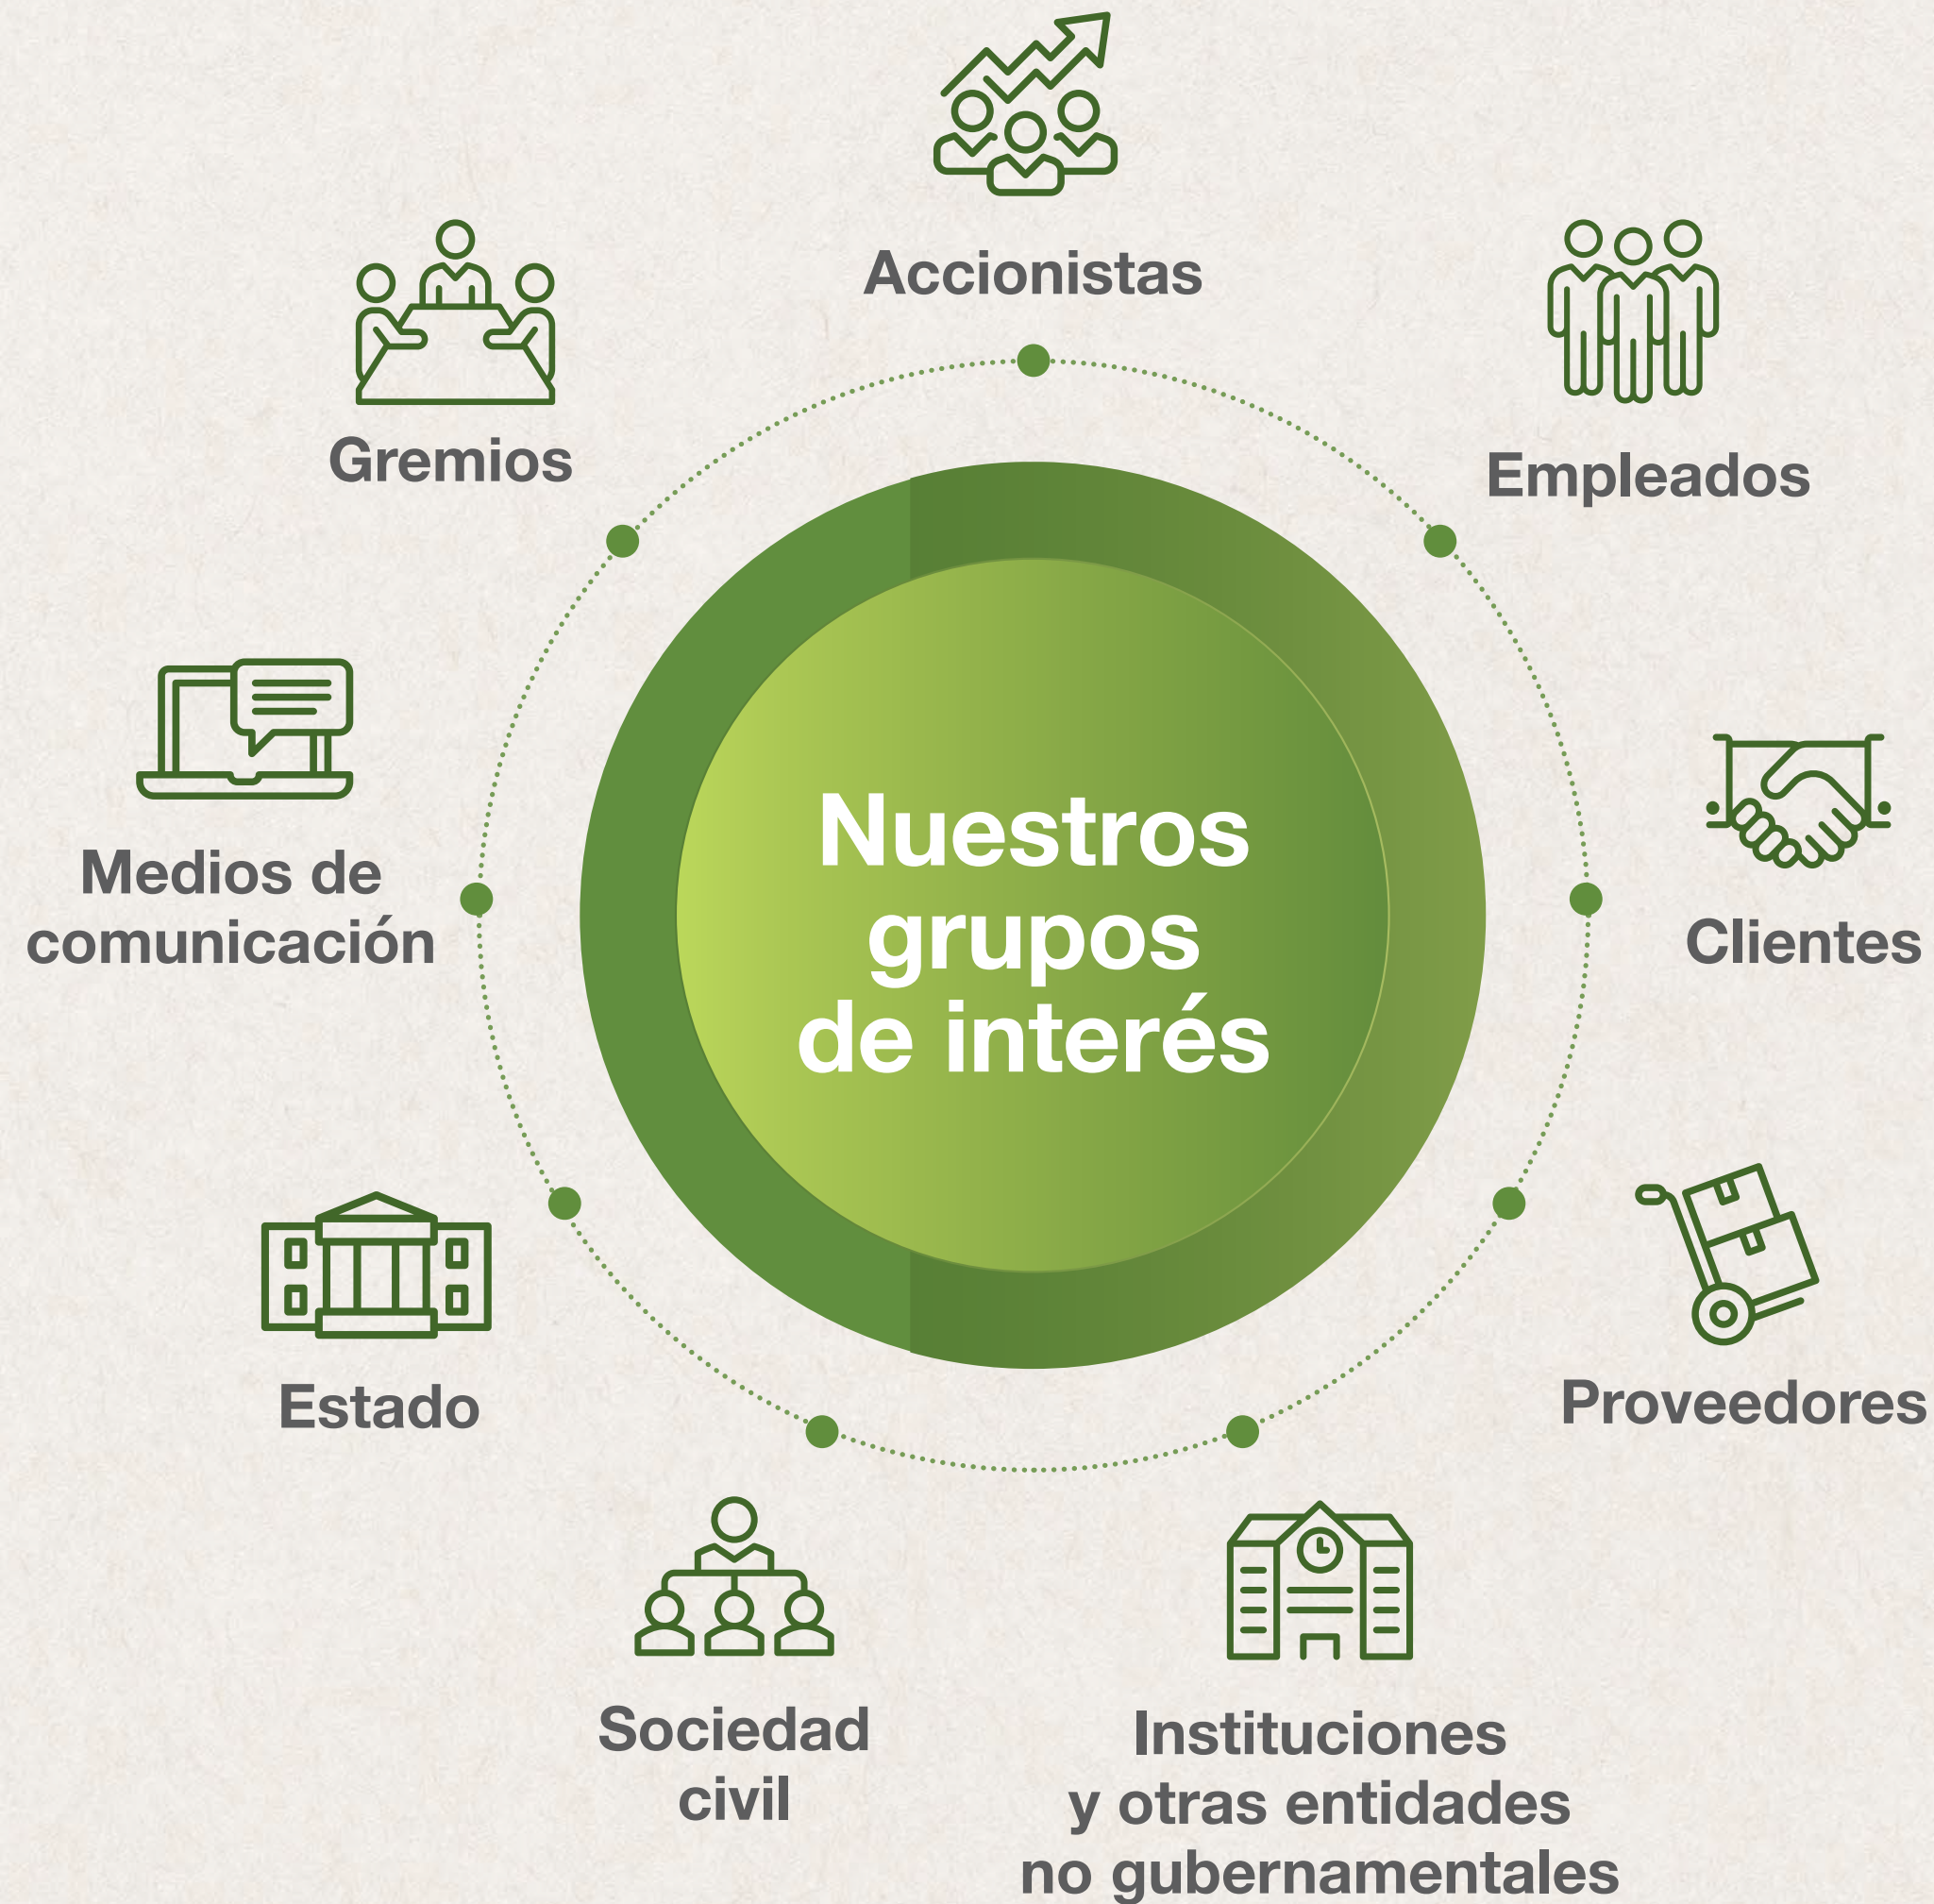 Nuestros
grupos
de interés
Accionistas
Empleados
Clientes
Proveedores
Instituciones
y otras entidades
no gubernamentales
Sociedad
civil
Estado
Medios de
comunicación
Gremios